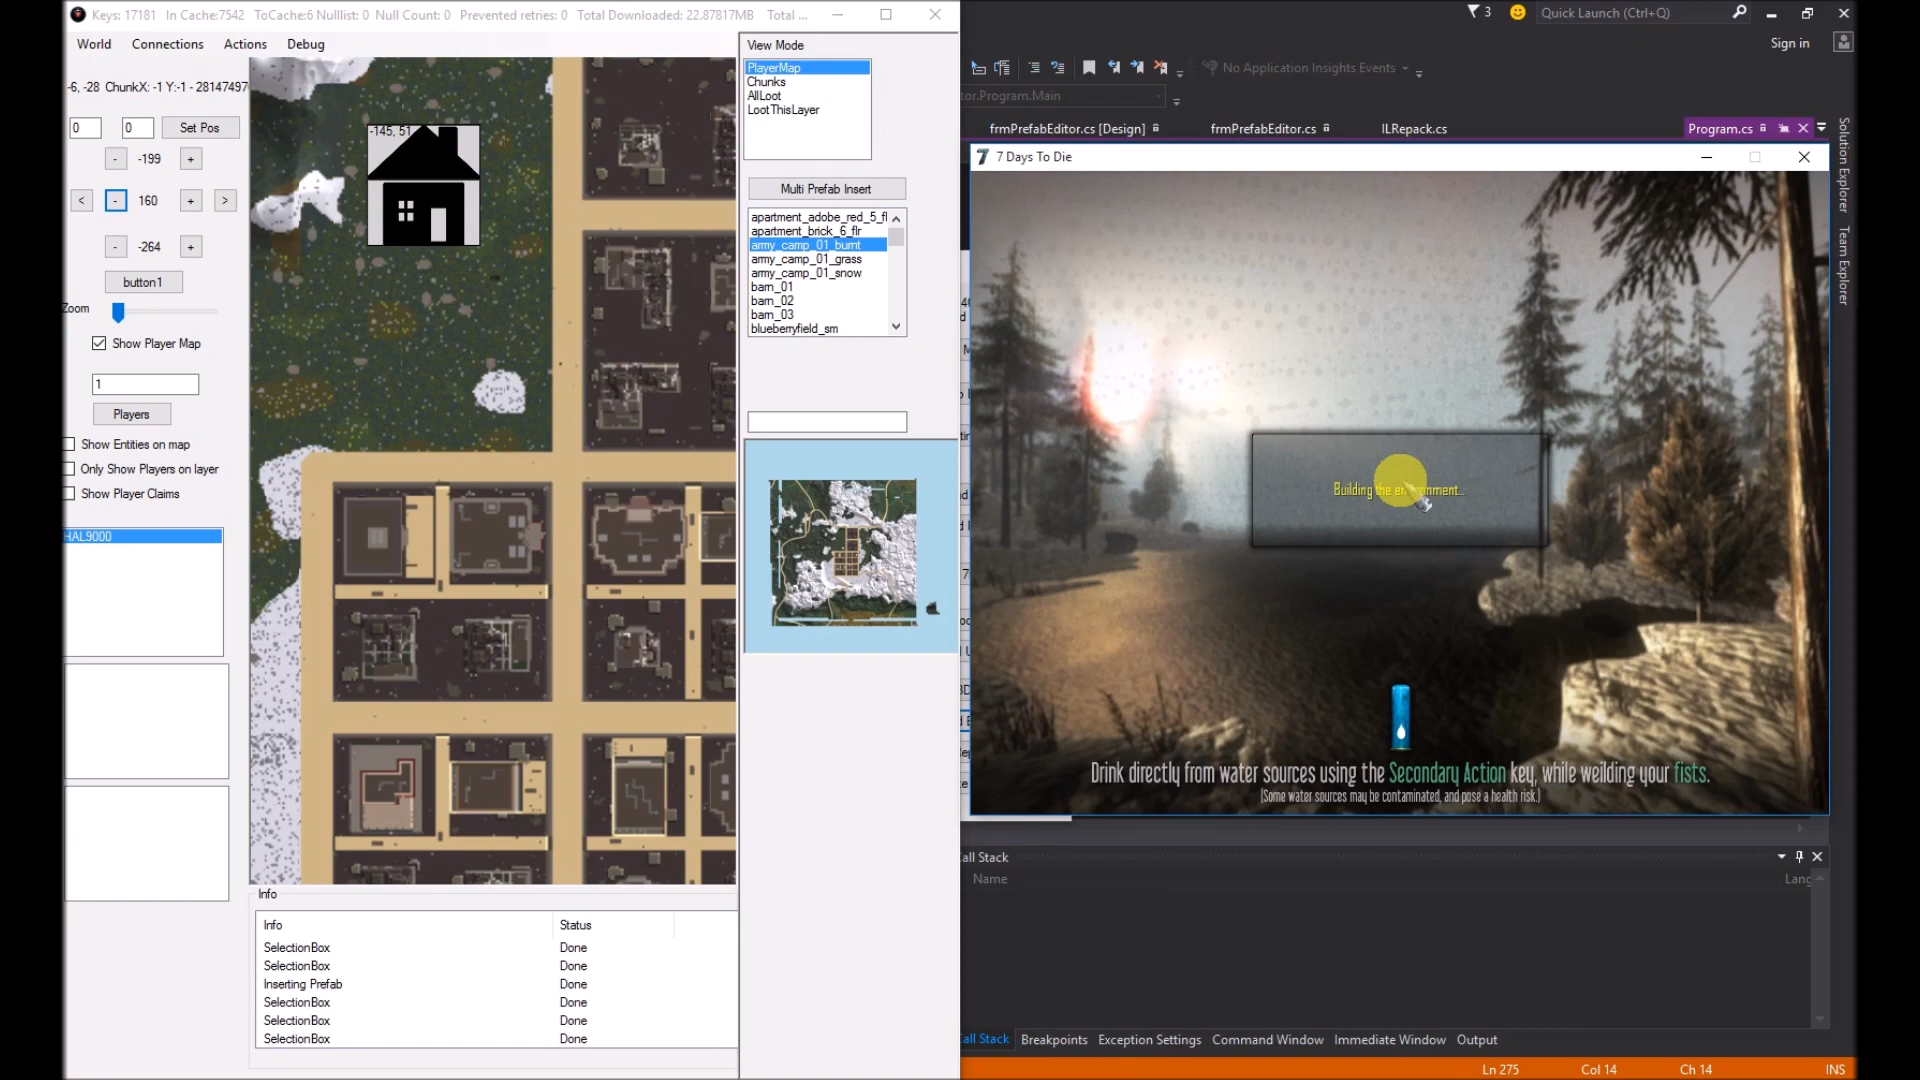 Keys: 17181 In Cache:7542 ToCache:6 Nulllist: 0 Null Count: 0 Prevented retries: 0 Total Downloaded: 22.87817MB Total ...
World Connections Actions Debug
-6, -28 ChunkX: -1 Y:-1 - 28147497
0 0 Set Pos
- -199 +
< - 160 + >
- -264 +
button1
Zoom
Show Player Map
1
Players
Show Entities on map
Only Show Players on layer
Show Player Claims
HAL9000
-145, 51
Info
Info Status
SelectionBox Done
SelectionBox Done
Inserting Prefab Done
SelectionBox Done
SelectionBox Done
SelectionBox Done
View Mode
PlayerMap
Chunks
AllLoot
LootThisLayer
Multi Prefab Insert
apartment_adobe_red_5_fl
apartment_brick_6_flr
army_camp_01_burnt
army_camp_01_grass
army_camp_01_snow
barn_01
barn_02
barn_03
blueberryfield_sm
3 Quick Launch (Ctrl+Q)
Sign in
No Application Insights Events
tor.Program.Main
frmPrefabEditor.cs [Design] frmPrefabEditor.cs ILRepack.cs Program.cs
Solution Explorer
Team Explorer
7 Days To Die
Building the
Drink directly from water sources using the Secondary Action key, while weilding your fists.
(Some water sources may be contaminated, and pose a health risk.)
all Stack
Name Lang
Call Stack Breakpoints Exception Settings Command Window Immediate Window Output
Ln 275 Col 14 Ch 14 INS